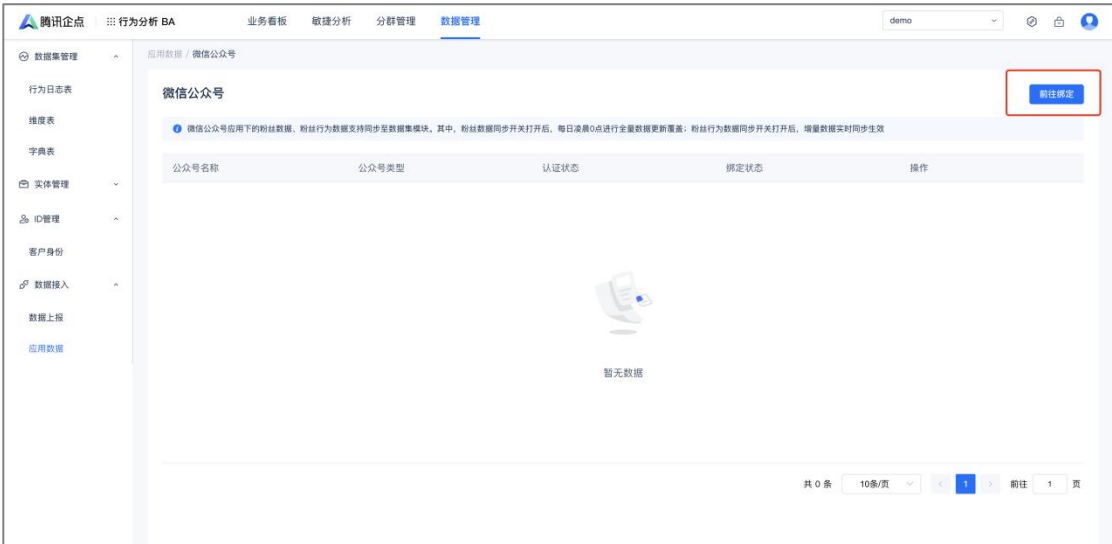 腾讯企点 行为分析 BA 业务看板 敏捷分析 分群管理 数据管理 demo
数据集管理
行为日志表
维度表
字典表
实体管理
ID管理
客户身份
数据接入
数据上报
应用数据
应用数据 / 微信公众号
微信公众号 前往绑定
微信公众号应用下的粉丝数据、粉丝行为数据支持同步至数据集模块。其中，粉丝数据同步开关打开后，每日凌晨0点进行全量数据更新覆盖；粉丝行为数据同步开关打开后，增量数据实时同步生效
公众号名称 公众号类型 认证状态 绑定状态 操作
暂无数据
共 0 条 10条/页 1 前往 1 页